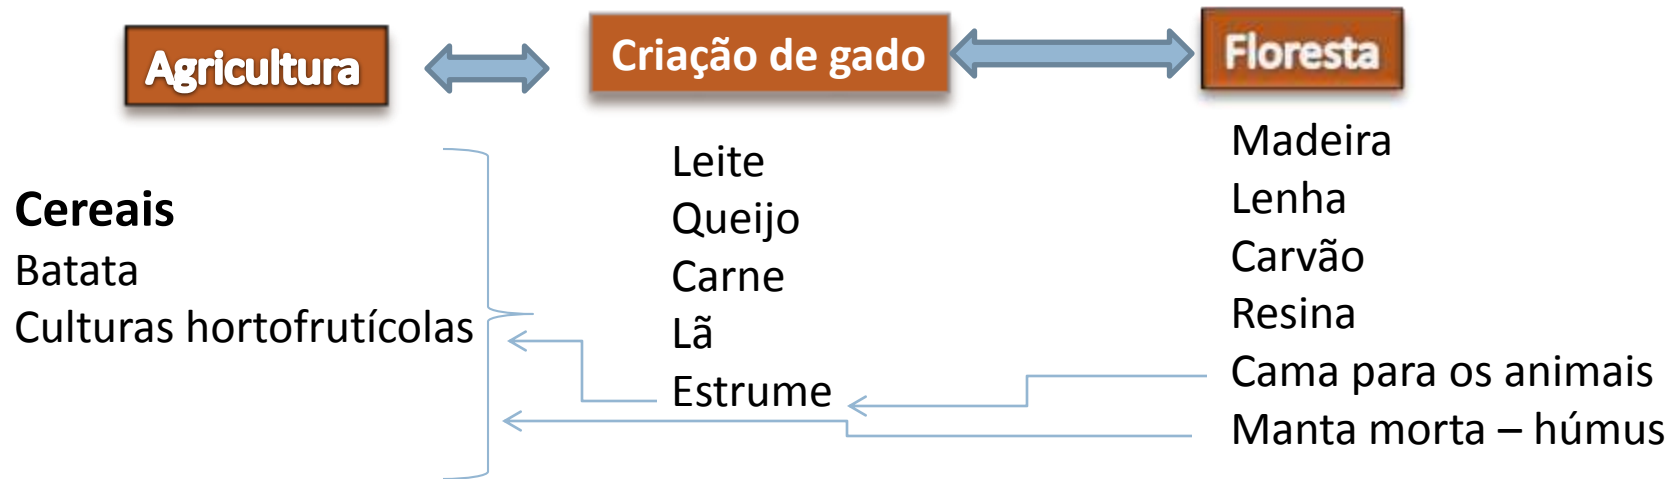 Agricultura
Criação de gado
Floresta
Cereais
Batata
Culturas hortofrutícolas
Leite
Queijo
Carne
Lã
Estrume
Madeira
Lenha
Carvão
Resina
Cama para os animais
Manta morta – húmus